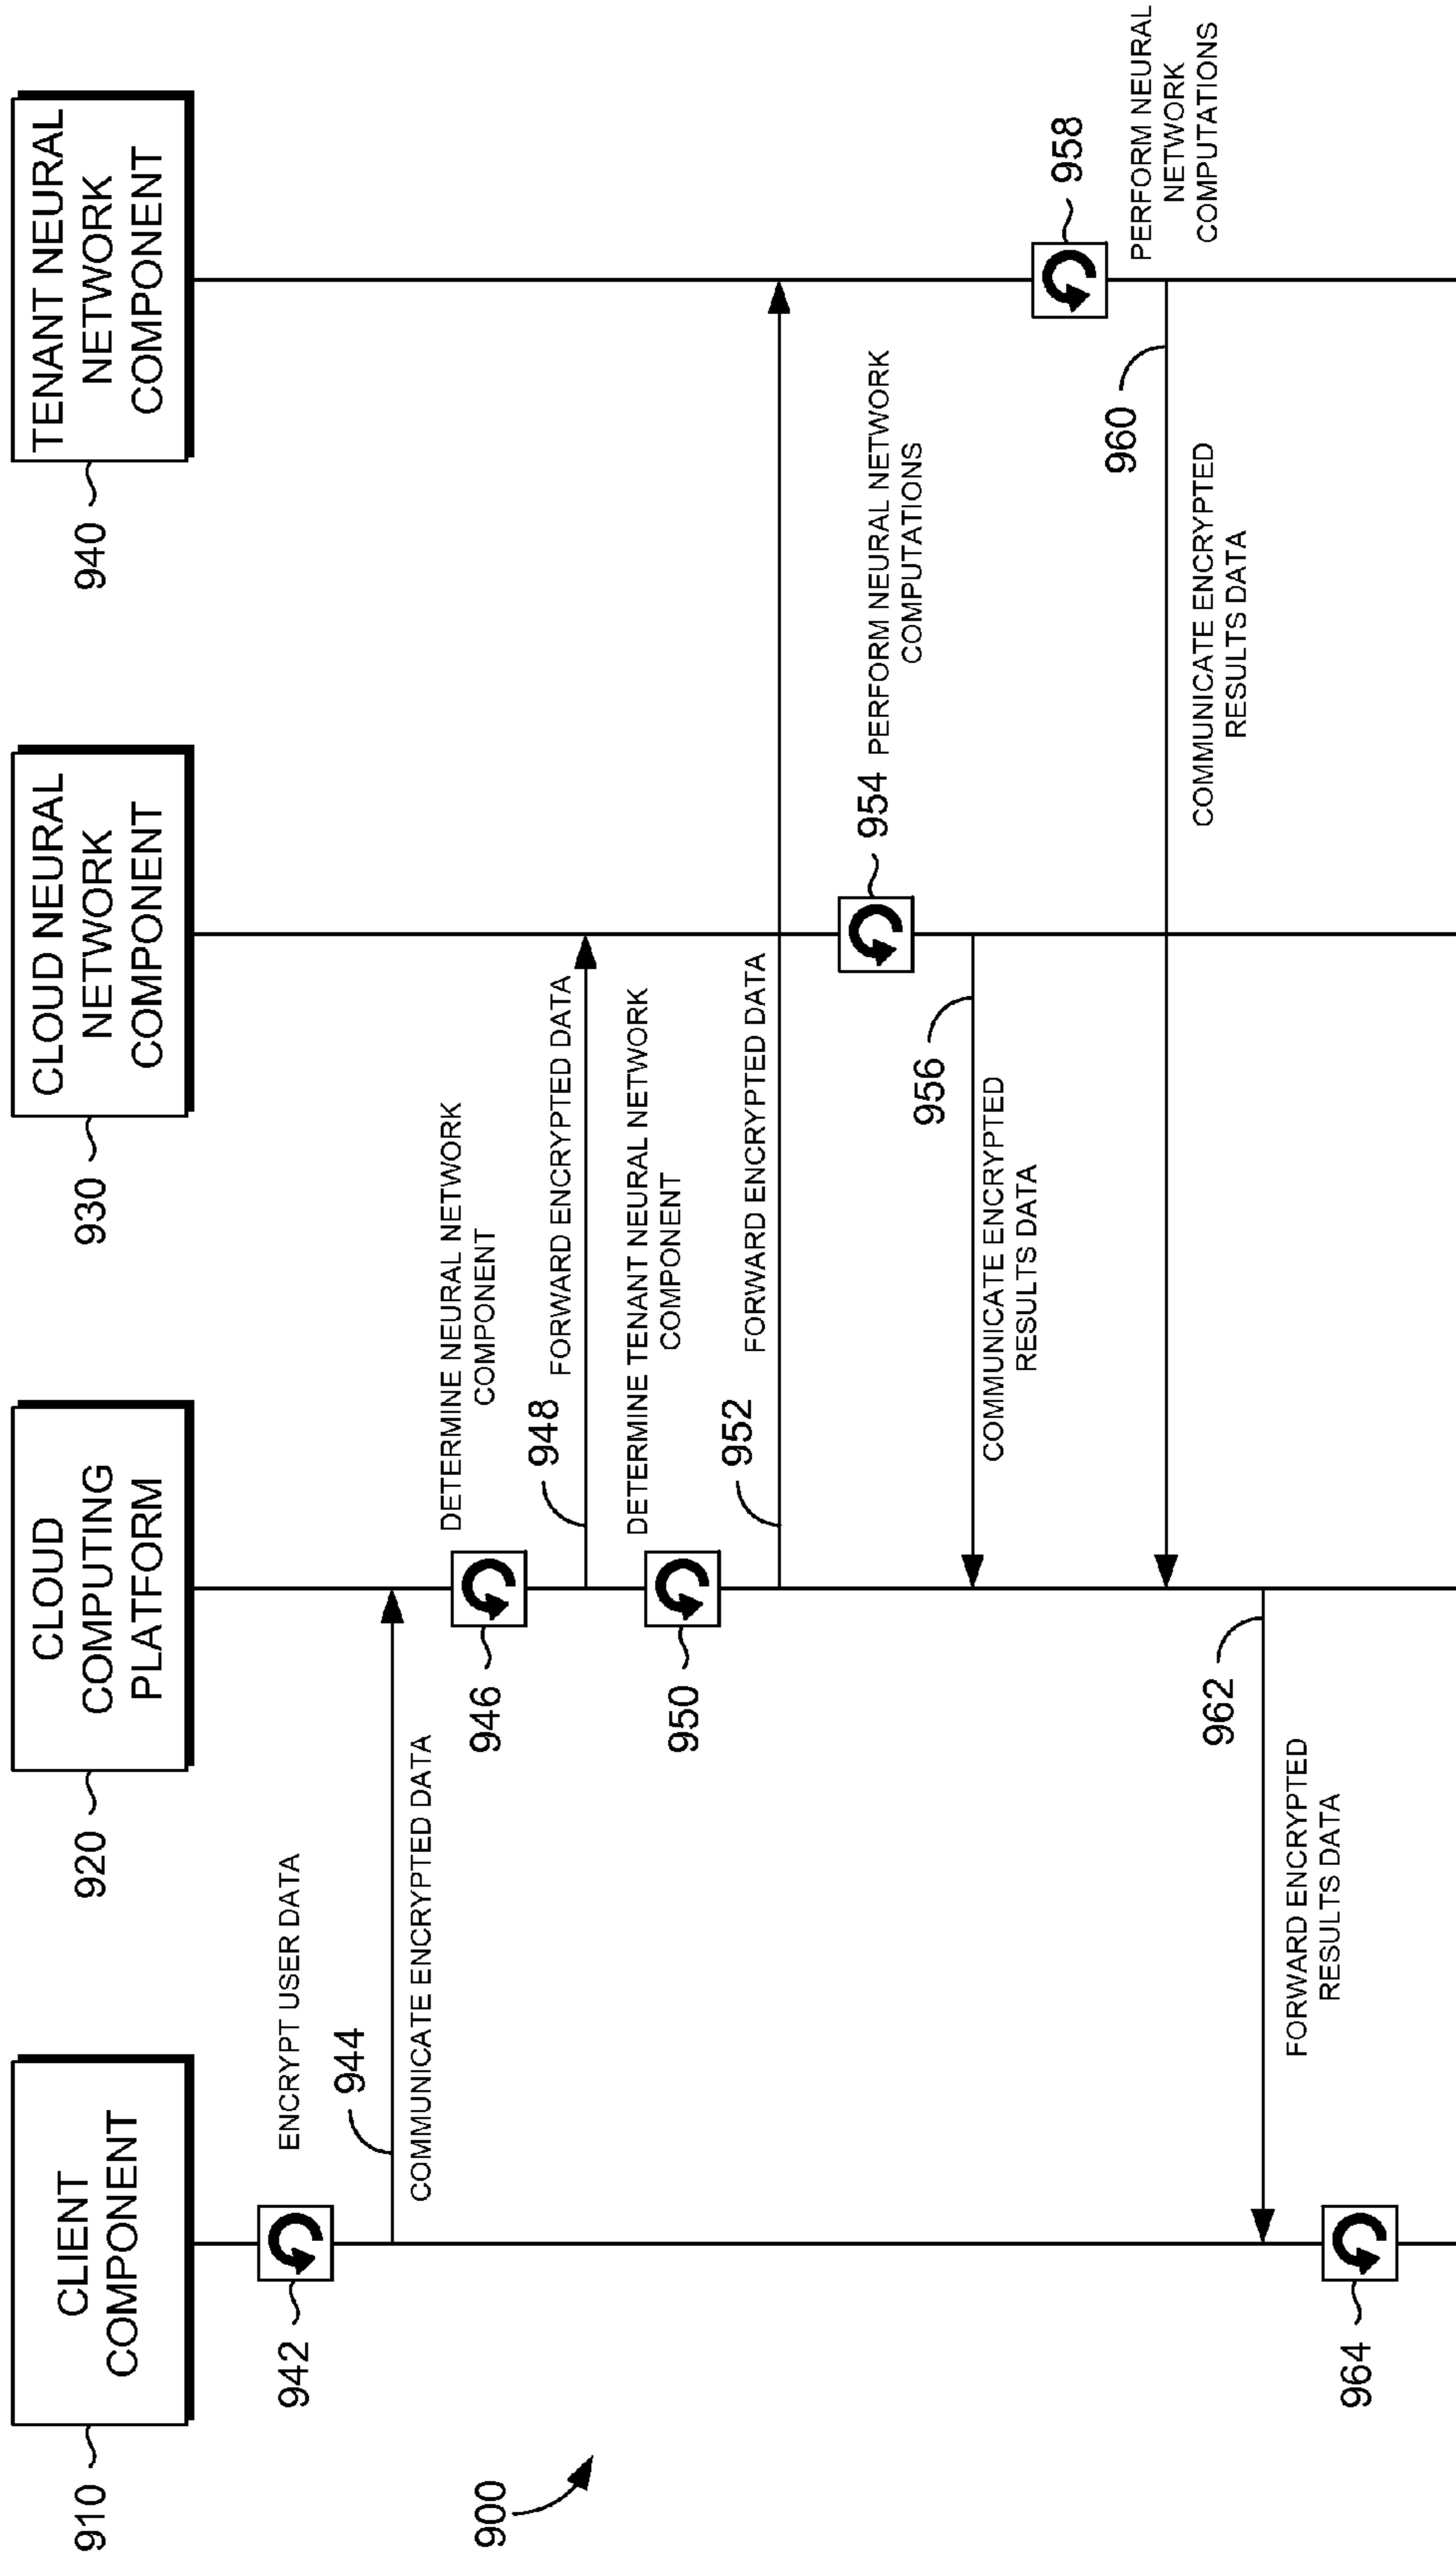 900
910
CLIENT
COMPONENT
920
CLOUD
COMPUTING
PLATFORM
930
CLOUD NEURAL
NETWORK
COMPONENT
940
TENANT NEURAL
NETWORK
COMPONENT
942
ENCRYPT USER DATA
944
COMMUNICATE ENCRYPTED DATA
946
DETERMINE NEURAL NETWORK
COMPONENT
948
FORWARD ENCRYPTED DATA
950
DETERMINE TENANT NEURAL NETWORK
COMPONENT
952
FORWARD ENCRYPTED DATA
954 PERFORM NEURAL NETWORK
COMPUTATIONS
956
COMMUNICATE ENCRYPTED
RESULTS DATA
958
PERFORM NEURAL
NETWORK
COMPUTATIONS
960
COMMUNICATE ENCRYPTED
RESULTS DATA
962
FORWARD ENCRYPTED
RESULTS DATA
964